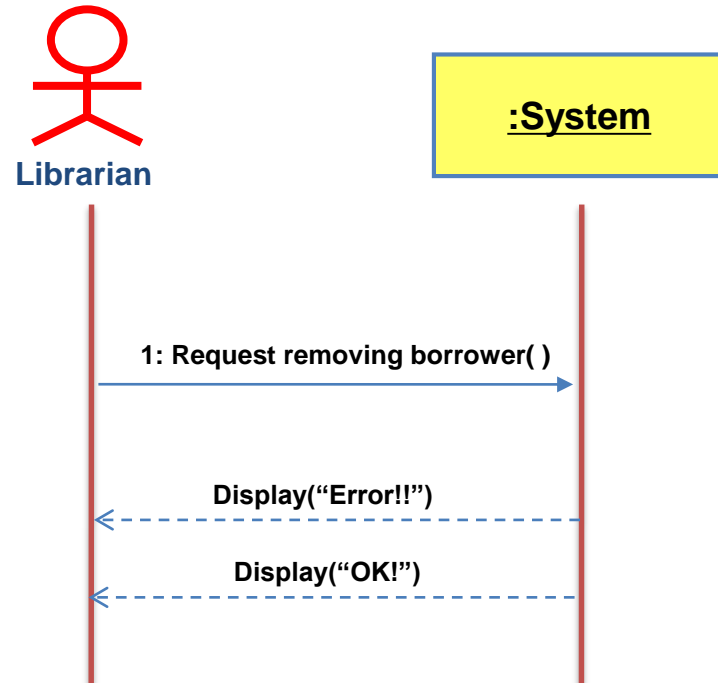 :System
Librarian
1: Request removing borrower( )
Display(“Error!!”)
Display(“OK!”)